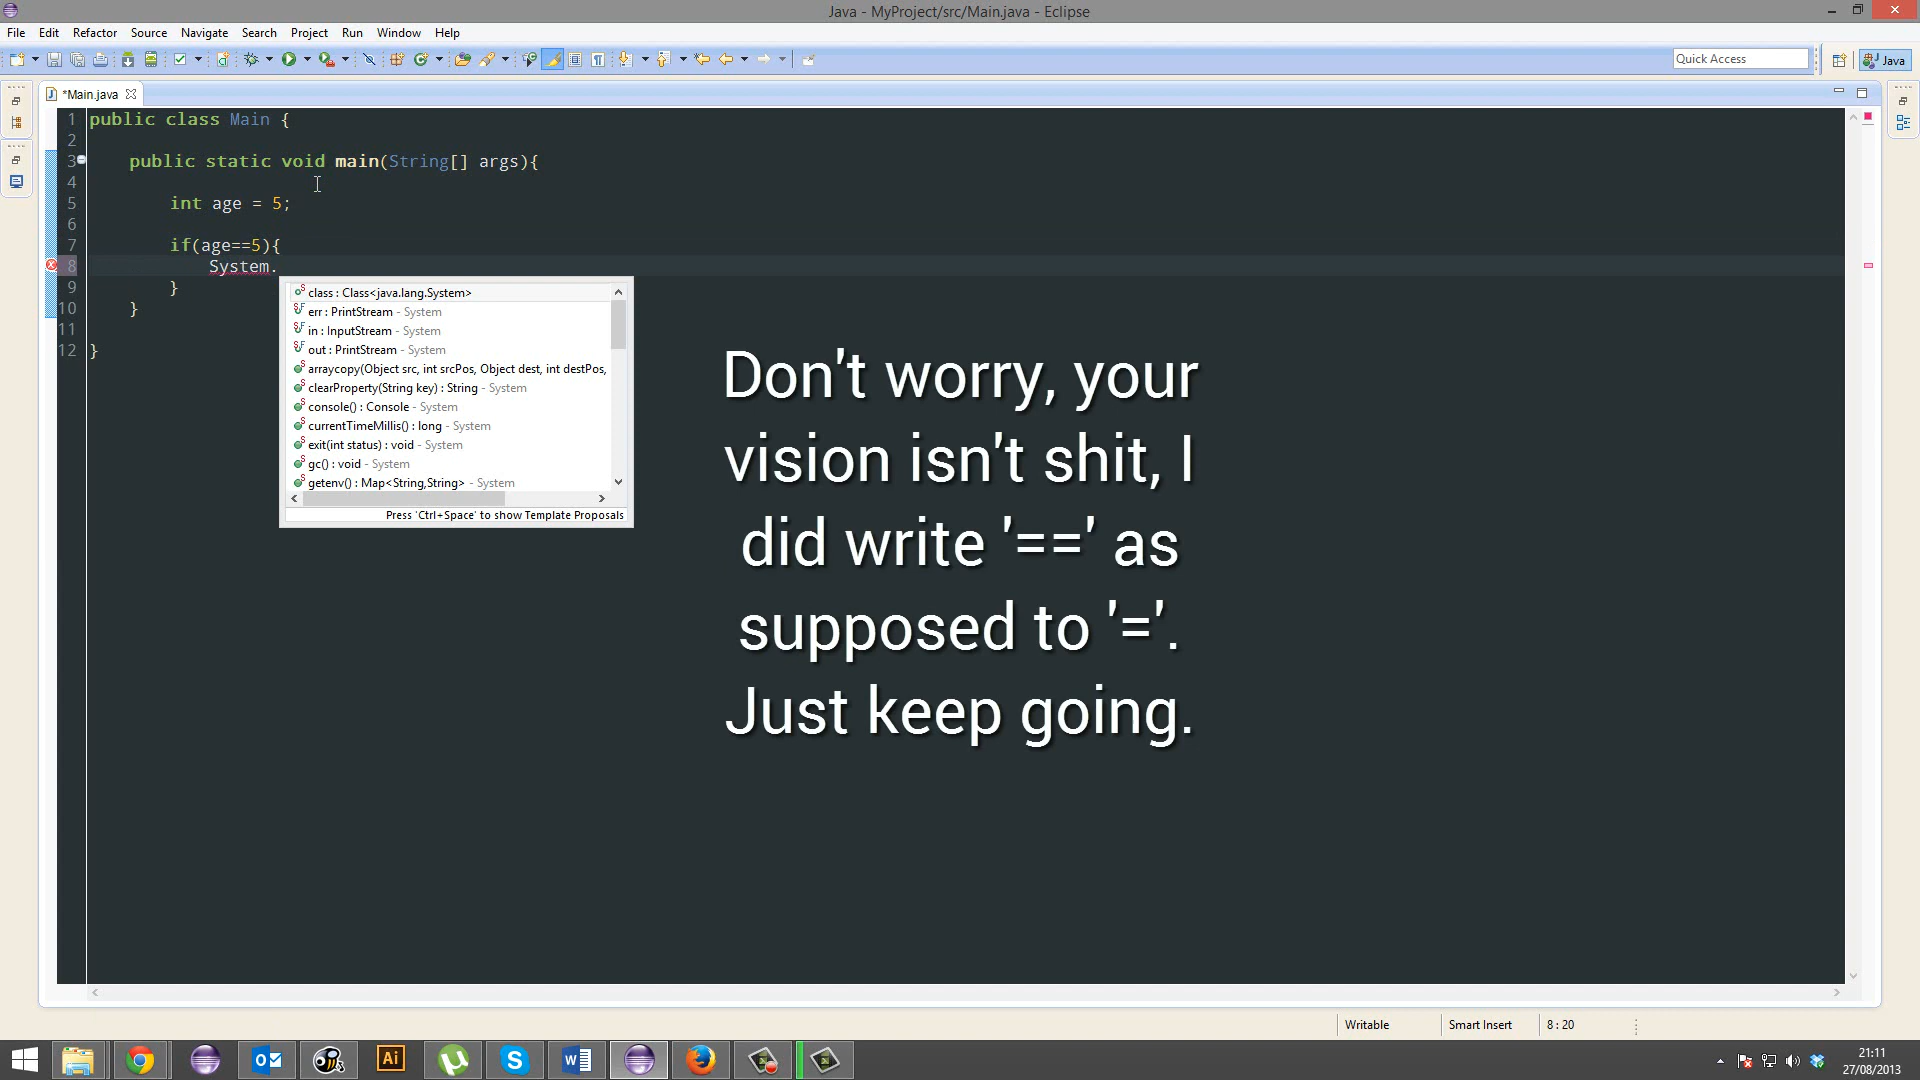 Java - MyProject/src/Main.java - Eclipse
File Edit Refactor Source Navigate Search Project Run Window Help
Quick Access
Java
*Main.java
1 public class Main {
2
3 public static void main(String[] args){
4
5 int age = 5;
6
7 if(age==5){
8 System.
9 }
10 }
11
12 }
class : Class<java.lang.System>
err : PrintStream - System
in : InputStream - System
out : PrintStream - System
arraycopy(Object src, int srcPos, Object dest, int destPos,
clearProperty(String key) : String - System
console() : Console - System
currentTimeMillis() : long - System
exit(int status) : void - System
gc() : void - System
getenv() : Map<String,String> - System
Press 'Ctrl+Space' to show Template Proposals
Don't worry, your
vision isn't shit, I
did write '==' as
supposed to '='.
Just keep going.
Writable Smart Insert 8 : 20
Ai
21:11
27/08/2013